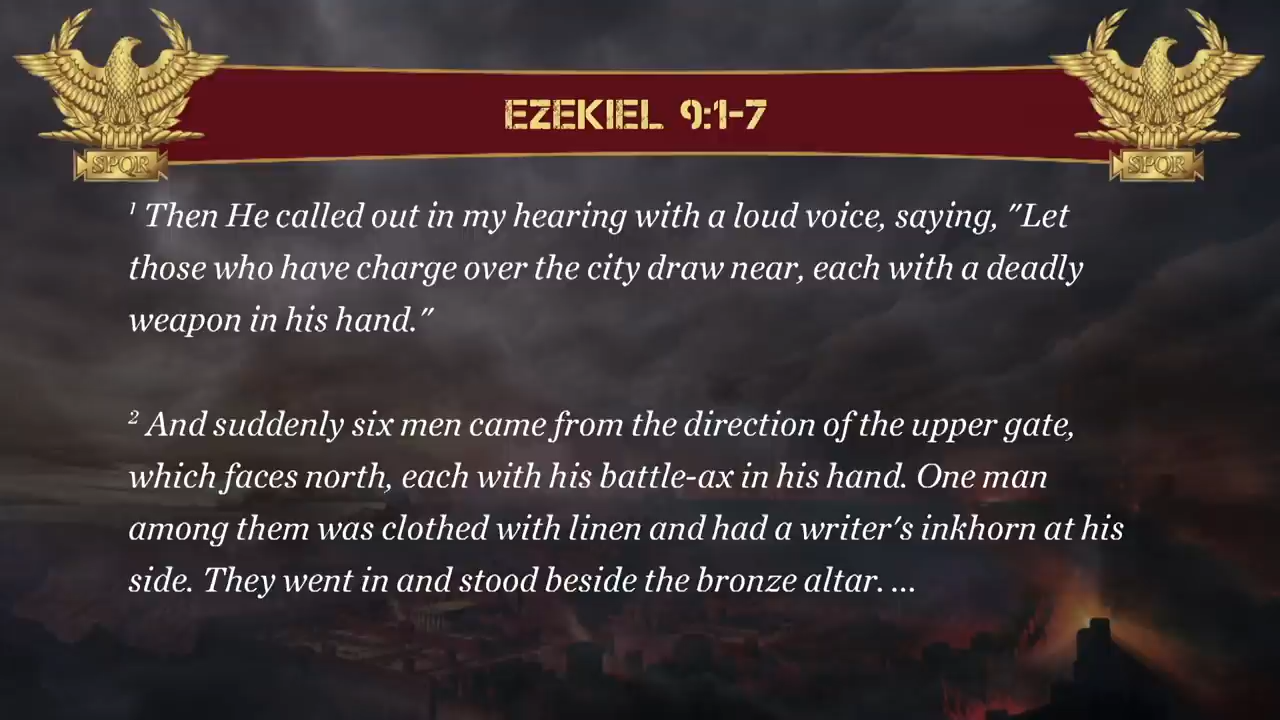 SPQR
EZEKIEL 9:1-7
SPQR
¹ Then He called out in my hearing with a loud voice, saying, "Let
those who have charge over the city draw near, each with a deadly
weapon in his hand."
² And suddenly six men came from the direction of the upper gate,
which faces north, each with his battle-ax in his hand. One man
among them was clothed with linen and had a writer's inkhorn at his
side. They went in and stood beside the bronze altar. ...